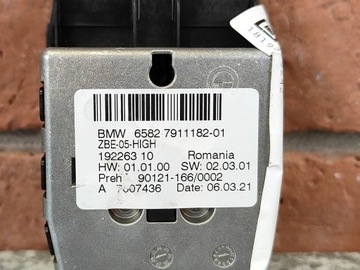 BMW 6582 7911182-01
ZBE-05-HIGH
192263 10 Romania
HW: 01.01.00 SW: 02.03.01
Preh 90121-166/0002
A 7607436 Date: 06.03.21